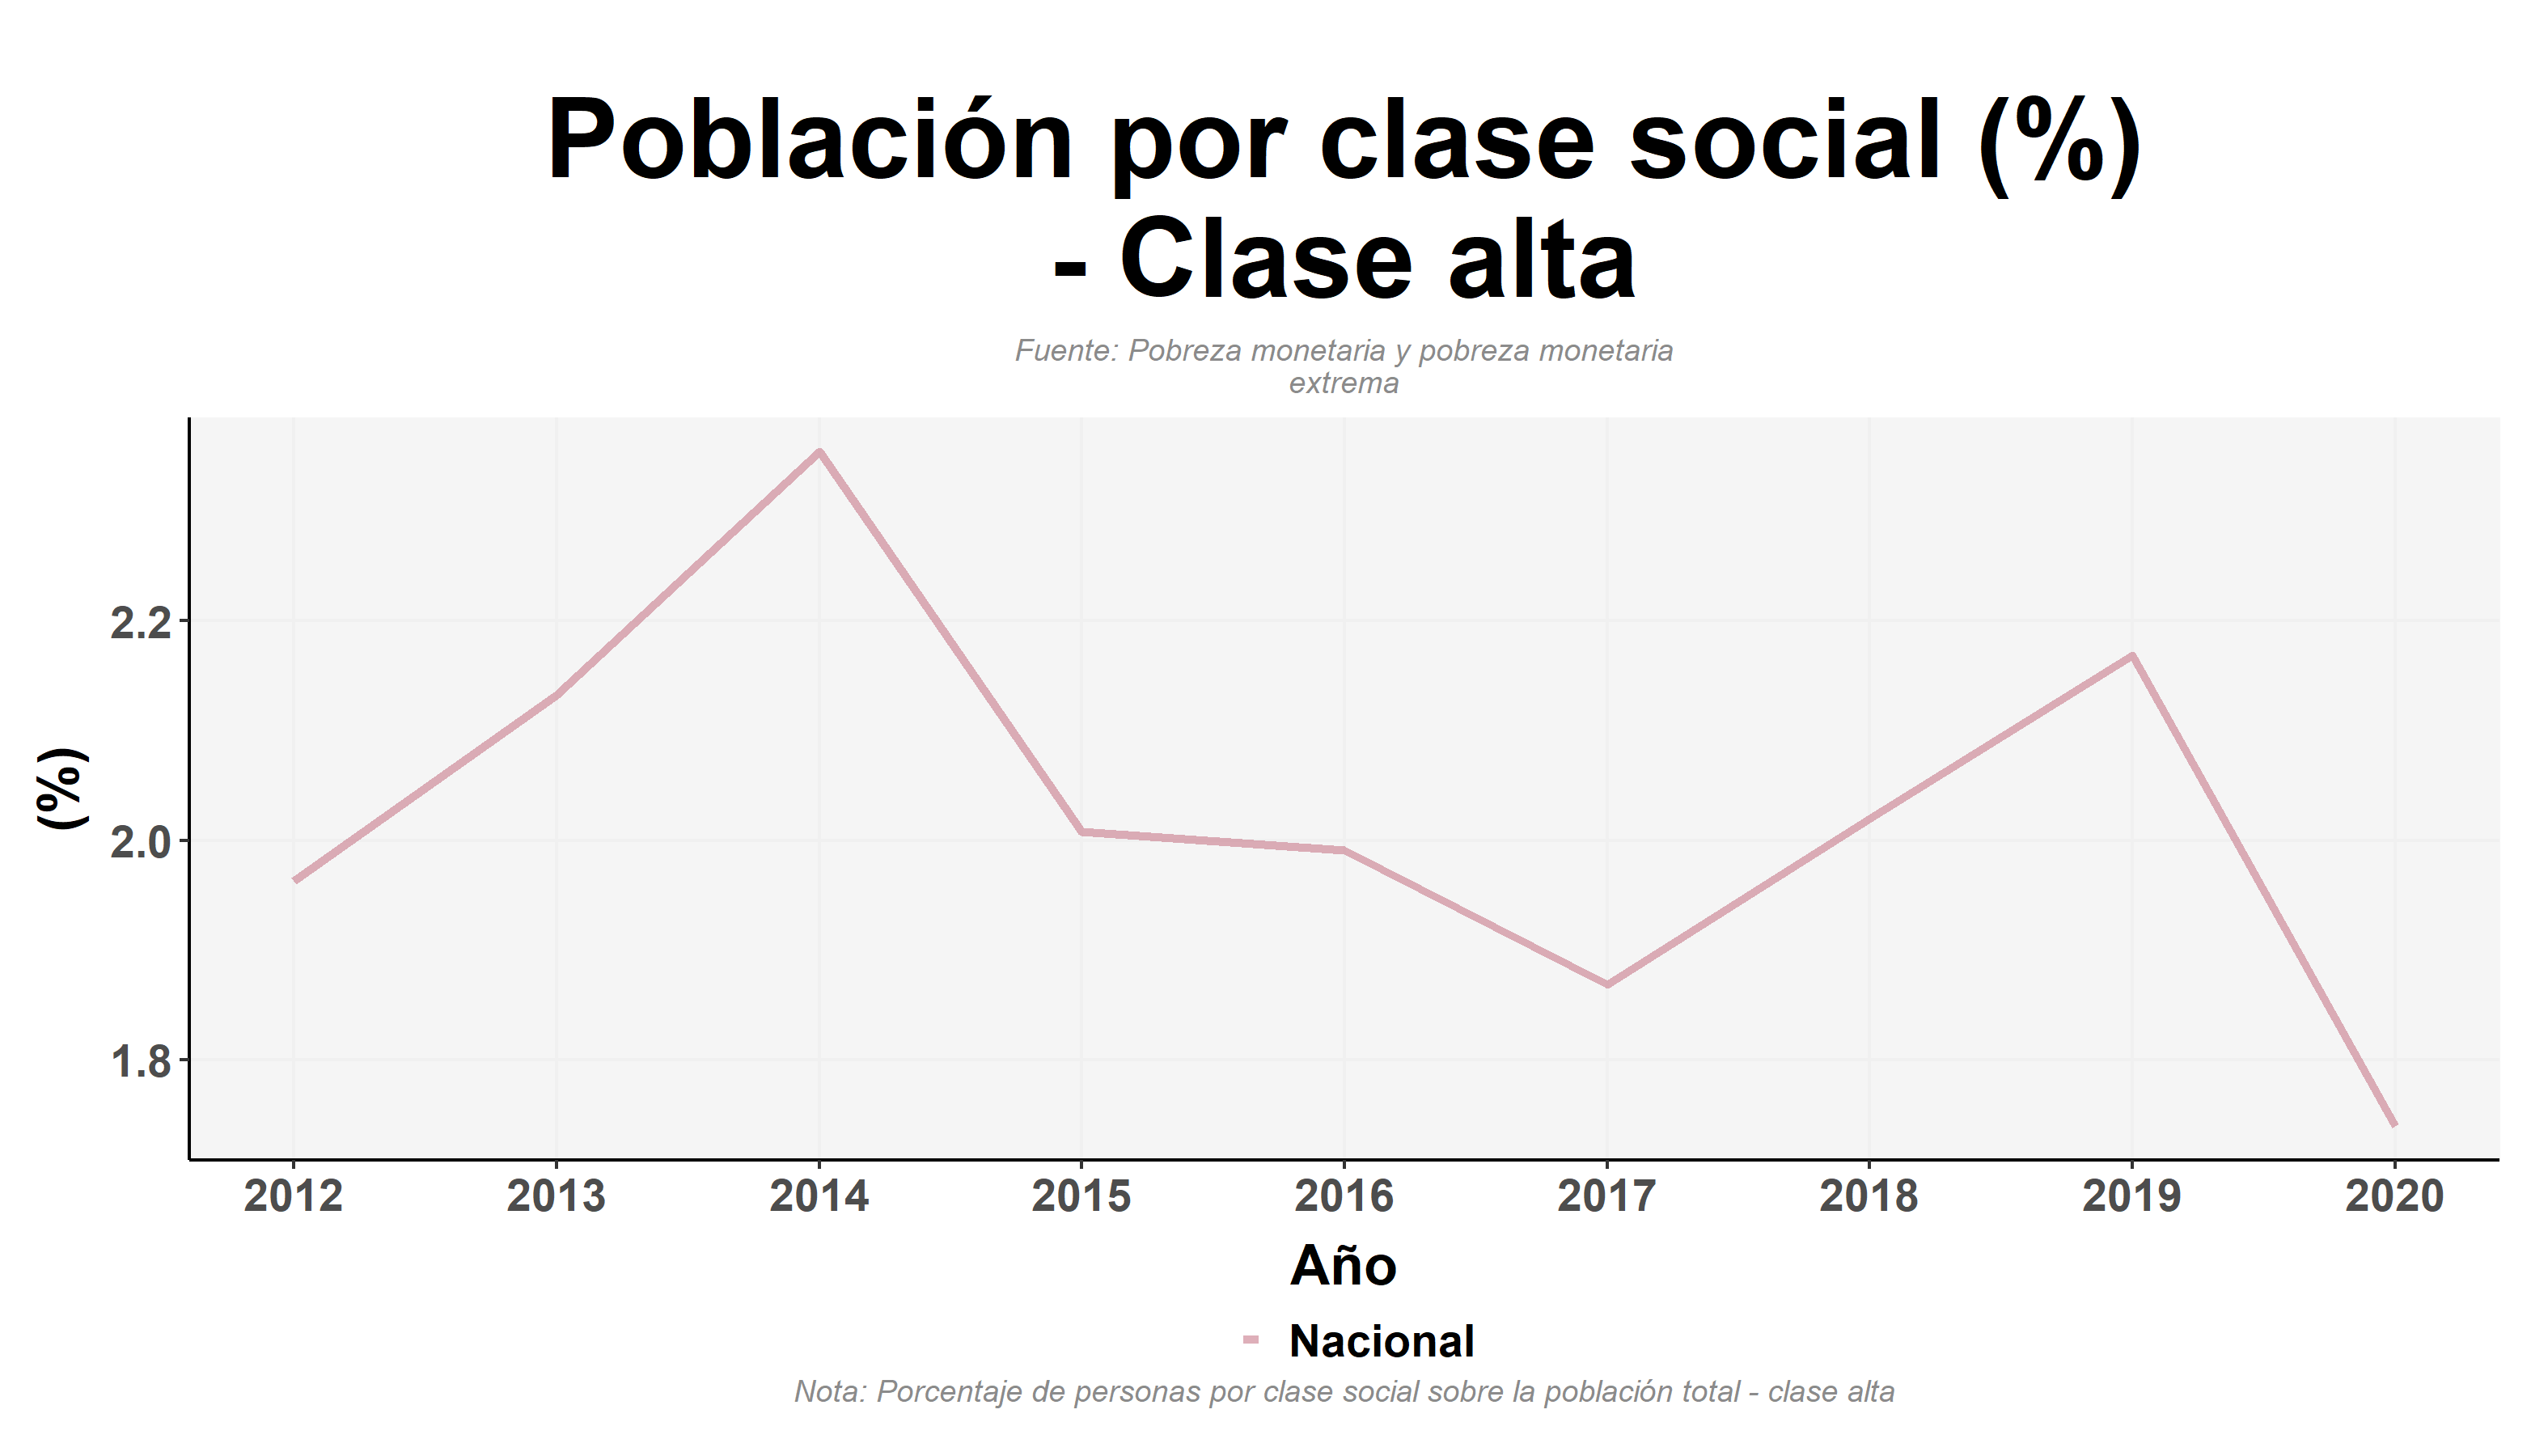 Población por clase social (%)
- Clase alta
Fuente: Pobreza monetaria y pobreza monetaria
extrema
(%)
2.2
2.0
1.8
2012 2013 2014 2015 2016 2017 2018 2019 2020
Año
Nacional
Nota: Porcentaje de personas por clase social sobre la población total - clase alta